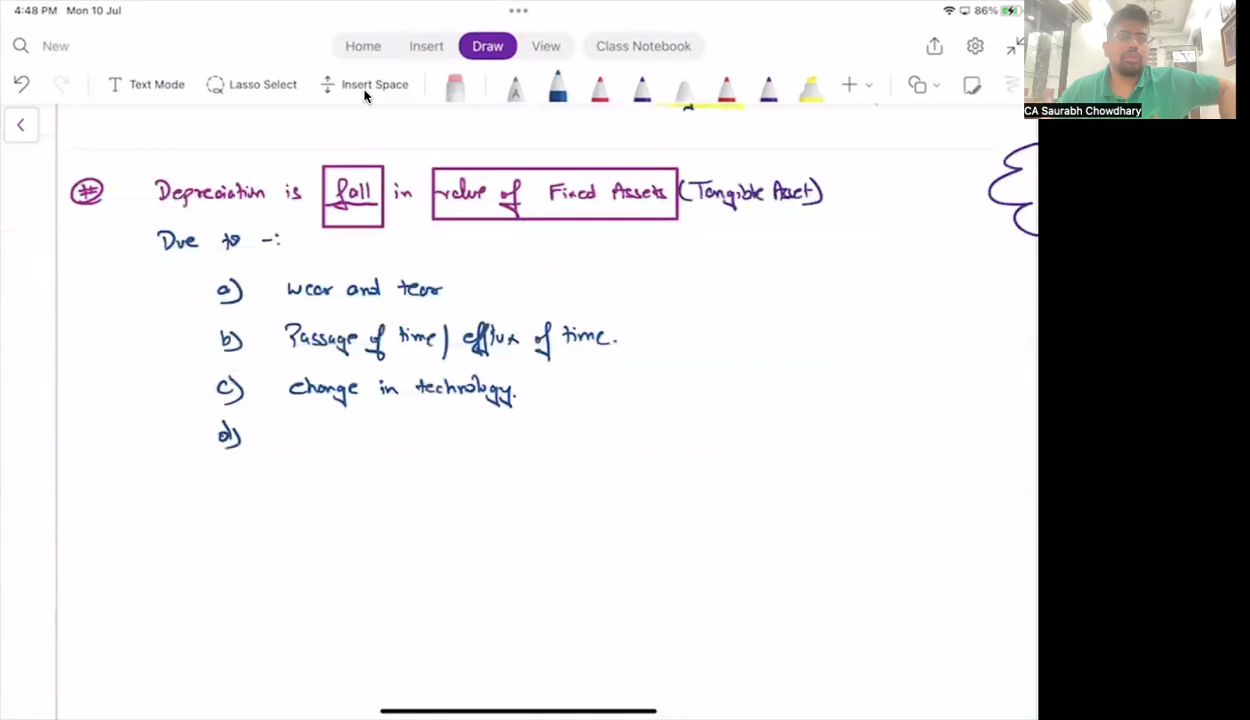 4:48 PM Mon 10 Jul
86%
New
Home Insert Draw View Class Notebook
Text Mode Lasso Select Insert Space
CA Saurabh Chowdhary
Depreciation is fall in value of Fixed Assets (Tangible Asset)
Due to -:
a) wear and tear
b) Passage of time/ efflux of time.
c) change in technology.
d)